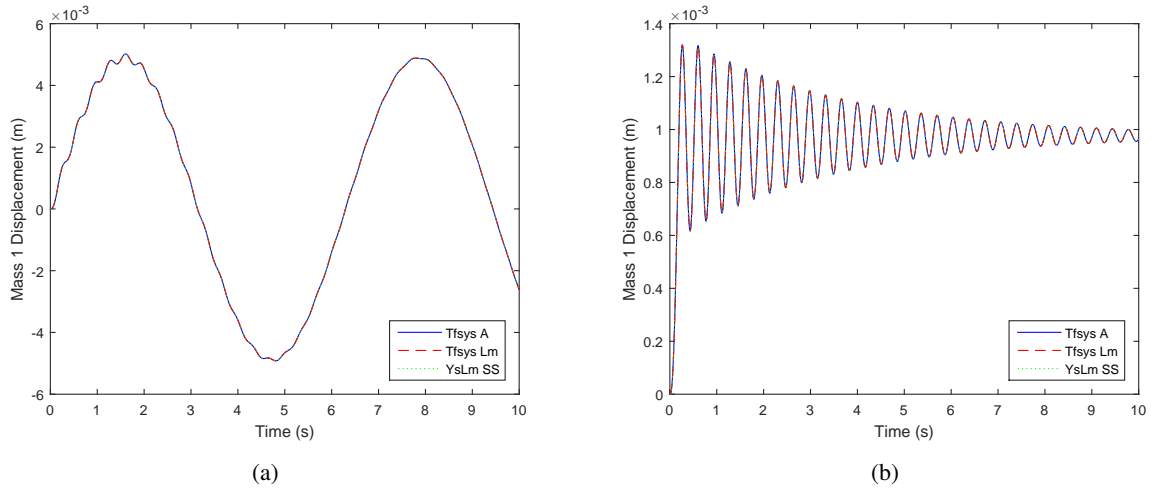 ×10⁻³
6
4
2
0
-2
-4
-6
Mass 1 Displacement (m)
0 1 2 3 4 5 6 7 8 9 10
Time (s)
Tfsys A
Tfsys Lm
YsLm SS
(a)
×10⁻³
1.4
1.2
1
0.8
0.6
0.4
0.2
0
Mass 1 Displacement (m)
0 1 2 3 4 5 6 7 8 9 10
Time (s)
Tfsys A
Tfsys Lm
YsLm SS
(b)